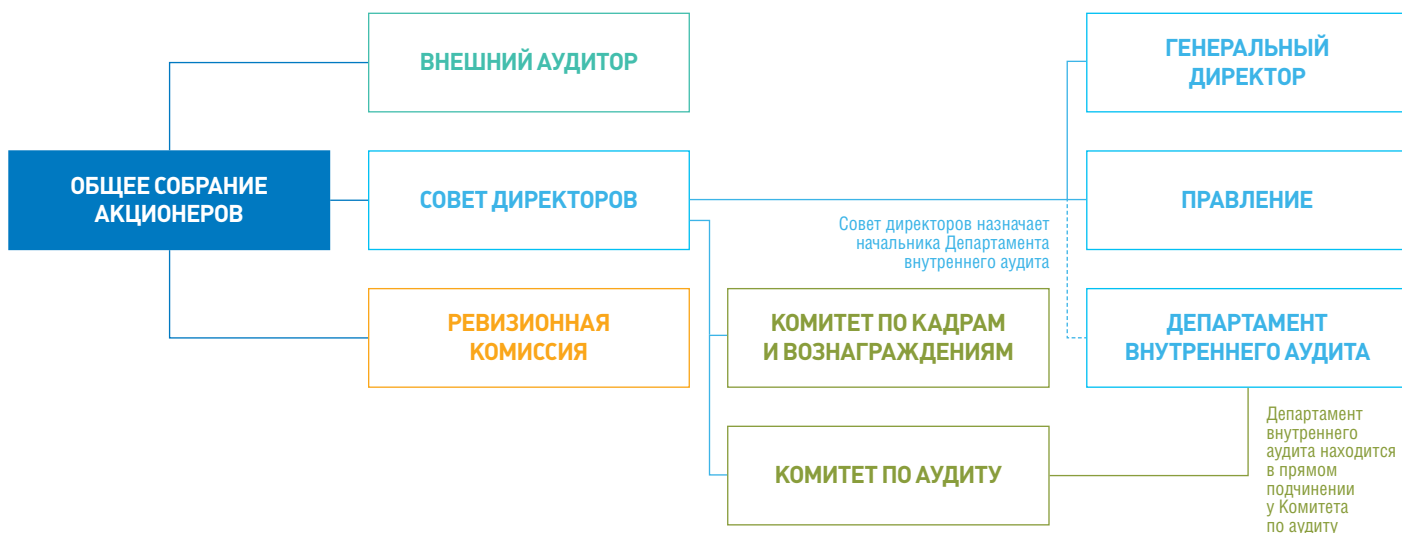 ВНЕШНИЙ АУДИТОР
ГЕНЕРАЛЬНЫЙ
ДИРЕКТОР
ОБЩЕЕ СОБРАНИЕ
АКЦИОНЕРОВ
СОВЕТ ДИРЕКТОРОВ
ПРАВЛЕНИЕ
Совет директоров назначает
начальника Департамента
внутреннего аудита
РЕВИЗИОННАЯ
КОМИССИЯ
КОМИТЕТ ПО КАДРАМ
И ВОЗНАГРАЖДЕНИЯМ
ДЕПАРТАМЕНТ
ВНУТРЕННЕГО АУДИТА
КОМИТЕТ ПО АУДИТУ
Департамент
внутреннего
аудита находится
в прямом
подчинении
у Комитета
по аудиту